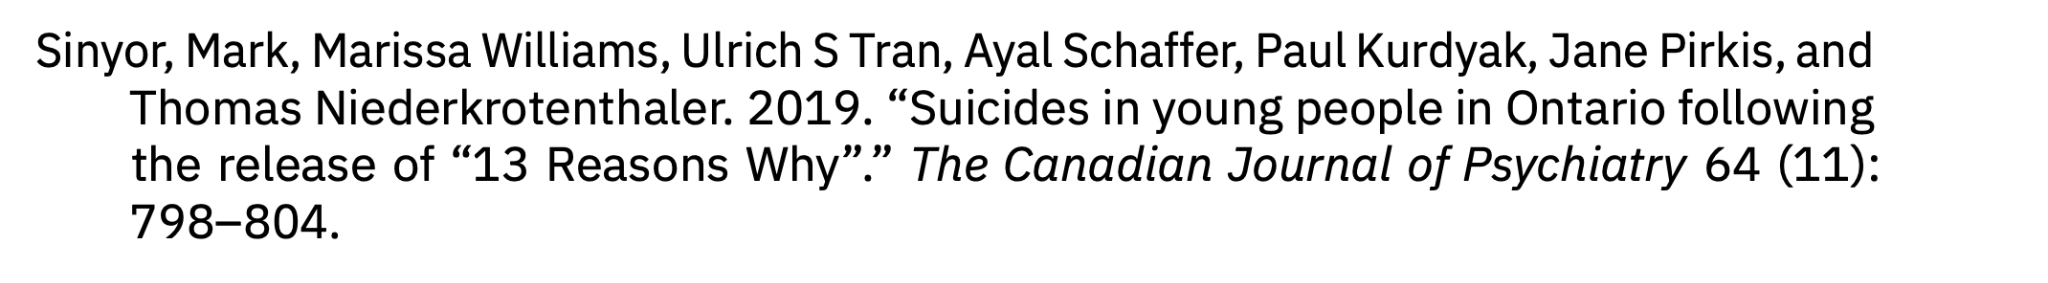 Sinyor, Mark, Marissa Williams, Ulrich S Tran, Ayal Schaffer, Paul Kurdyak, Jane Pirkis, and
Thomas Niederkrotenthaler. 2019. “Suicides in young people in Ontario following
the release of “13 Reasons Why”.” The Canadian Journal of Psychiatry 64 (11):
798–804.